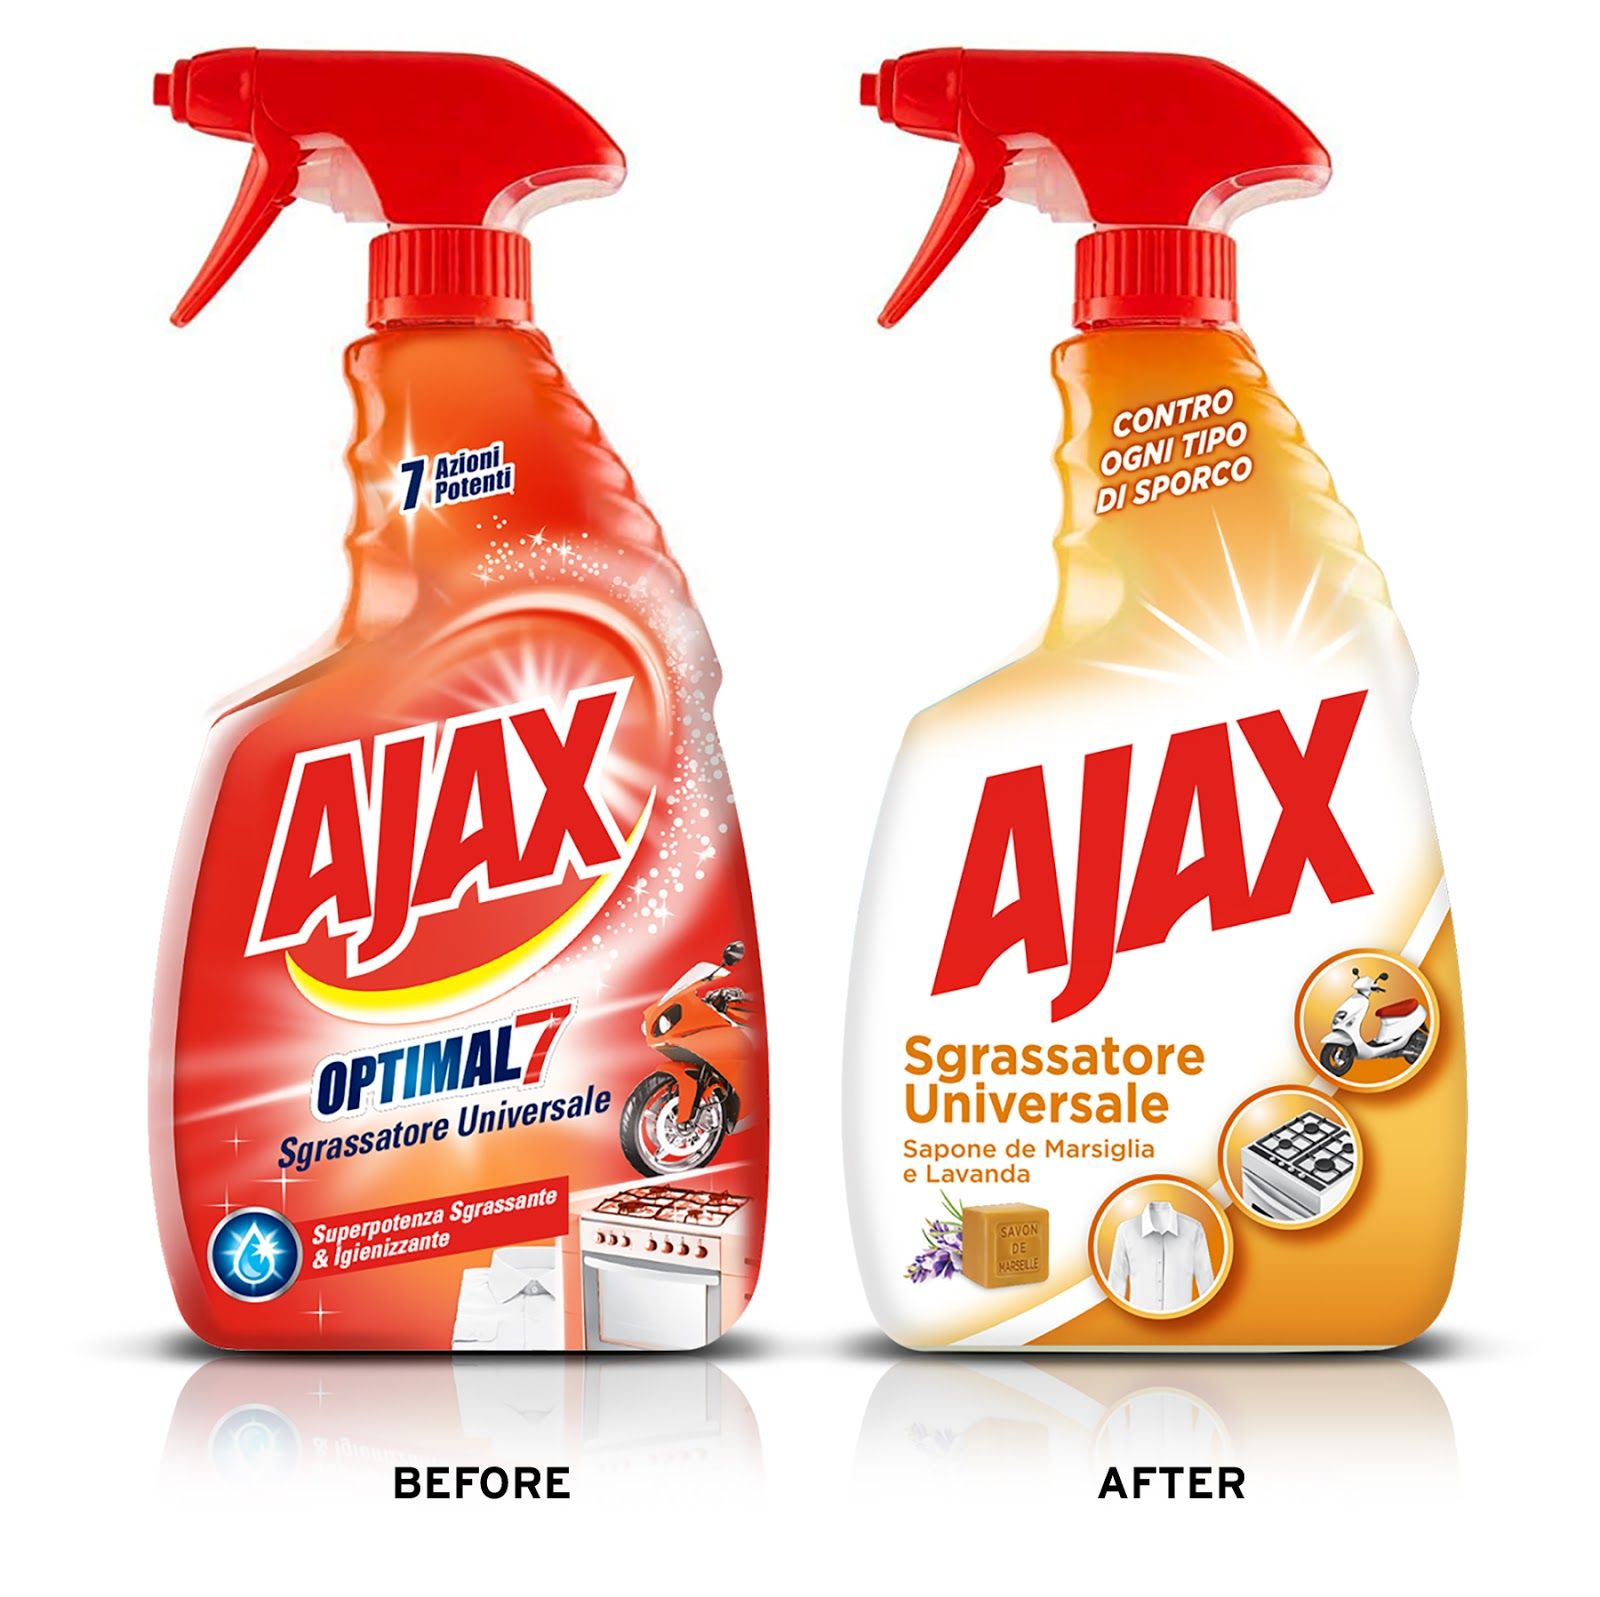 7 Azioni
Potenti
AJAX
OPTIMAL7
Sgrassatore Universale
Superpotenza Sgrassante
& Igienizzante
BEFORE
CONTRO
OGNI TIPO
DI SPORCO
AJAX
Sgrassatore
Universale
Sapone de Marsiglia
e Lavanda
SAVON
DE
MARSEILLE
AFTER